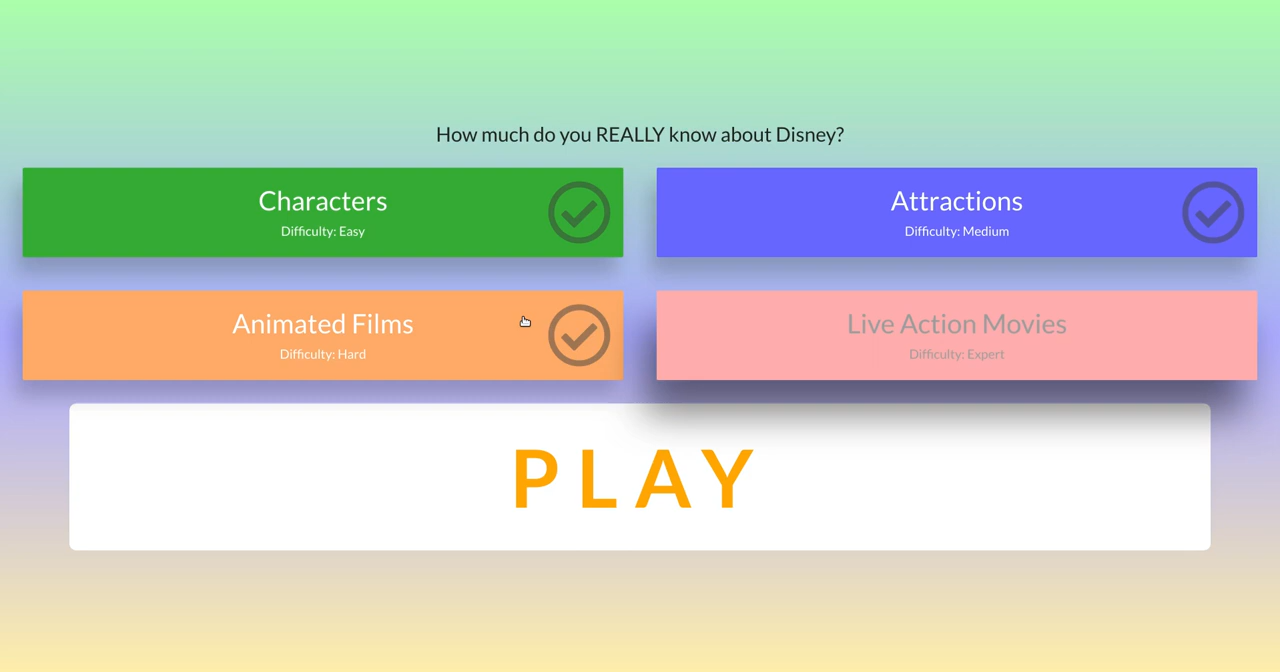 How much do you REALLY know about Disney?
Characters
Difficulty: Easy
Attractions
Difficulty: Medium
Animated Films
Difficulty: Hard
Live Action Movies
Difficulty: Expert
PLAY